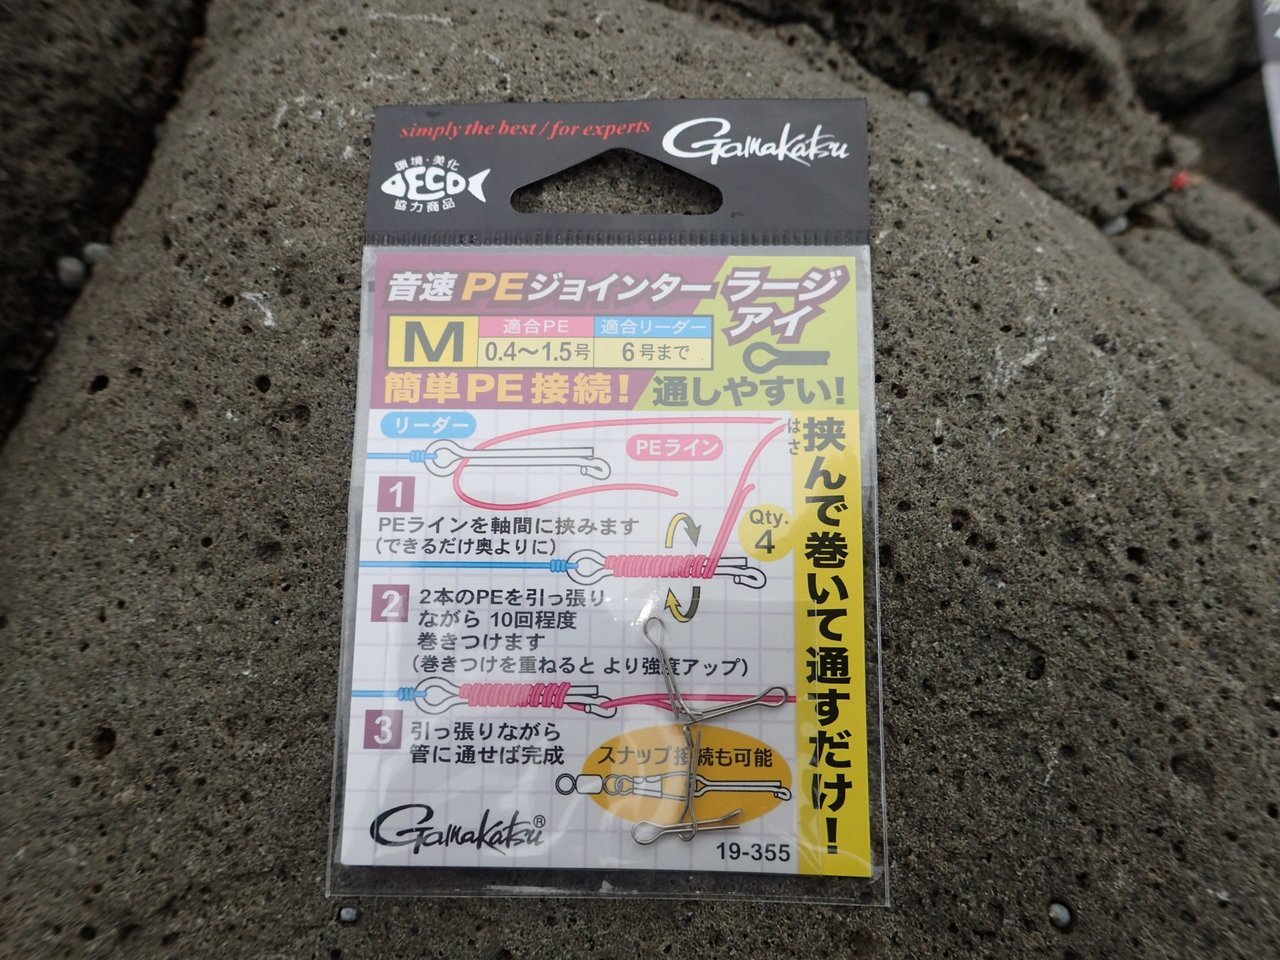 simply the best / for experts
Gamakatsu
環境・美化
ECO
協力商品
音速 PEジョインター
ラージ
アイ
M
適合PE
0.4〜1.5号
適合リーダー
6号まで
簡単PE接続！
通しやすい！
リーダー
PEライン
1
PEラインを軸間に挟みます
（できるだけ奥よりに）
Qty.
4
2
2本のPEを引っ張り
ながら 10回程度
巻きつけます
（巻きつけを重ねると より強度アップ）
3
引っ張りながら
管に通せば完成
スナップ接続も可能
はさ
挟んで巻いて通すだけ！
Gamakatsu®
19-355